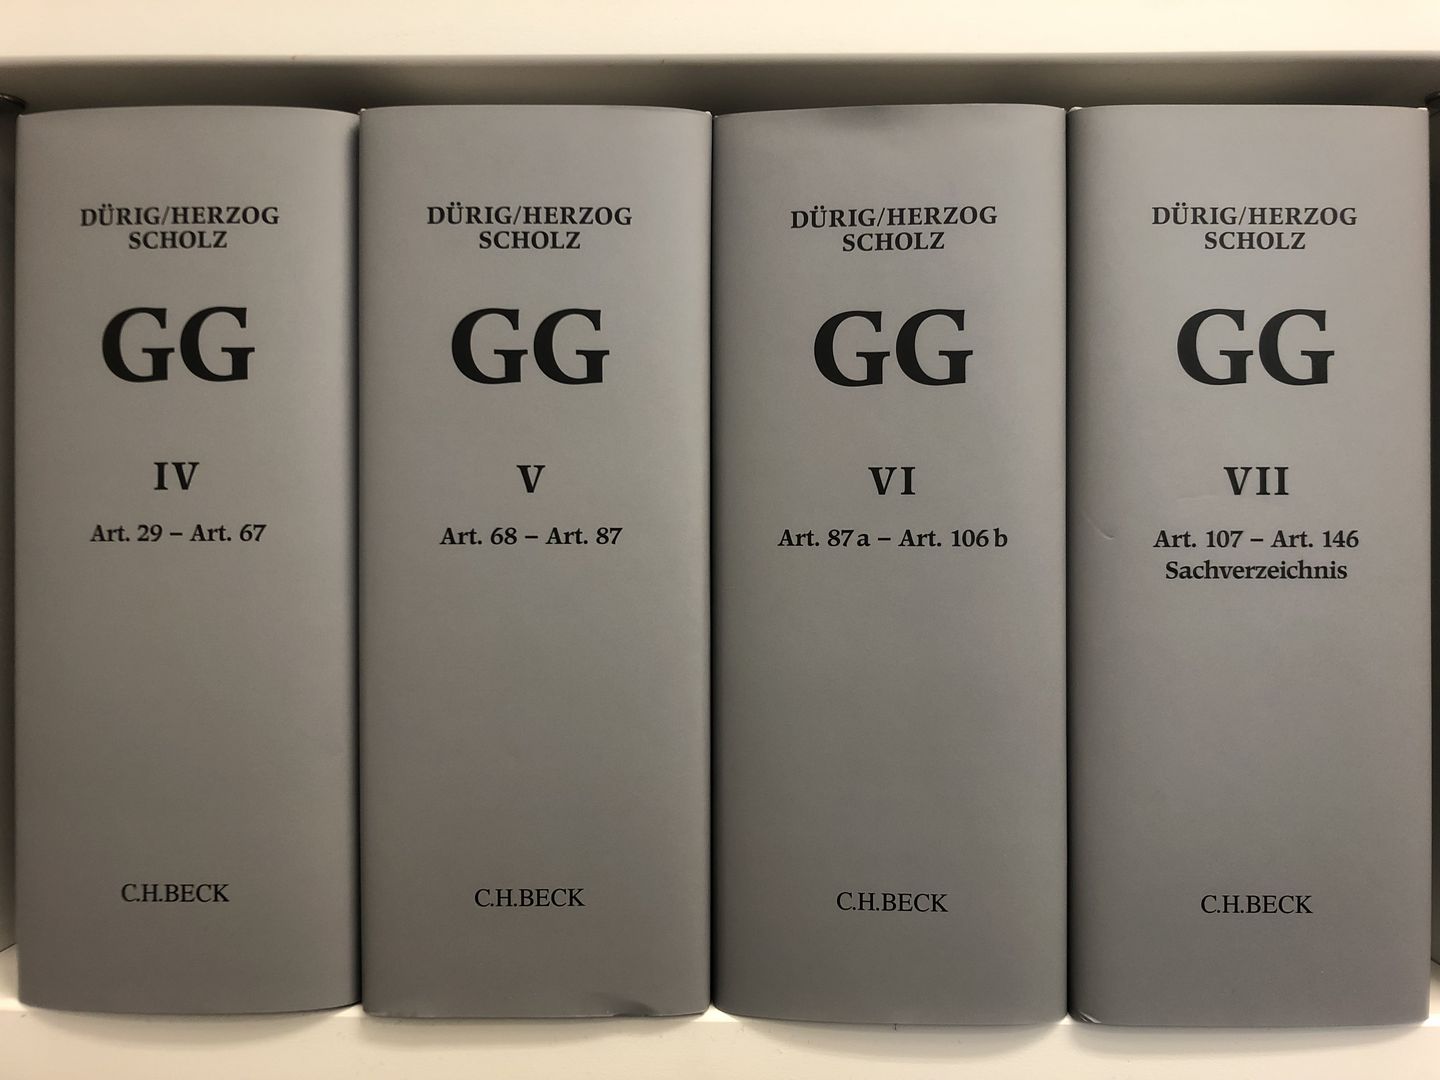 DÜRIG/HERZOG
SCHOLZ
GG
IV
Art. 29 – Art. 67
C.H.BECK
DÜRIG/HERZOG
SCHOLZ
GG
V
Art. 68 – Art. 87
C.H.BECK
DÜRIG/HERZOG
SCHOLZ
GG
VI
Art. 87a – Art. 106b
C.H.BECK
DÜRIG/HERZOG
SCHOLZ
GG
VII
Art. 107 – Art. 146
Sachverzeichnis
C.H.BECK